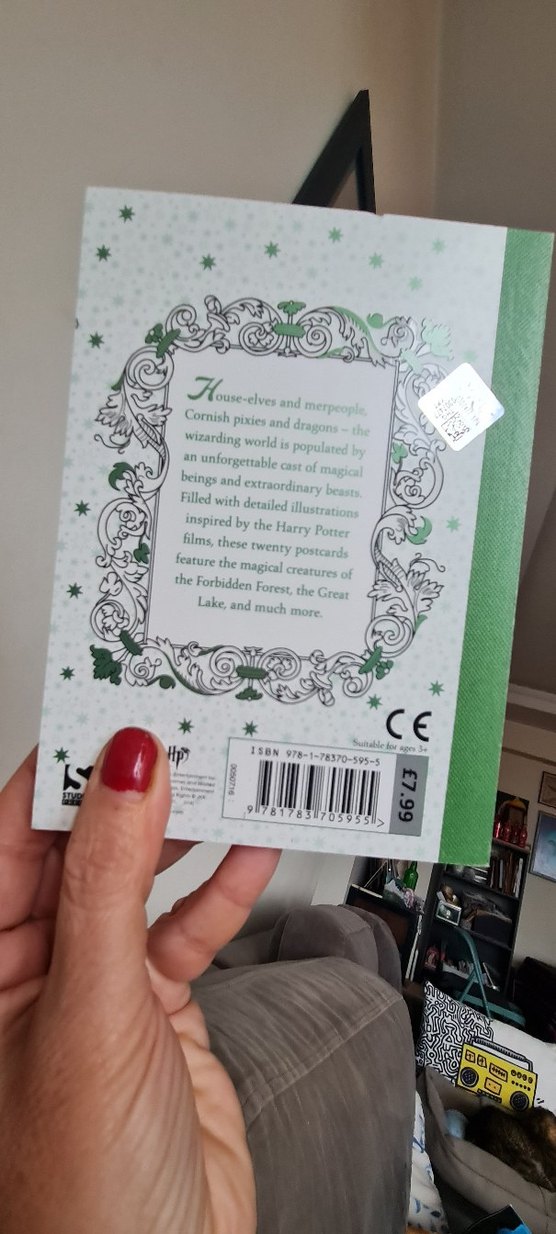 House-elves and merpeople,
Cornish pixies and dragons – the
wizarding world is populated by
an unforgettable cast of magical
beings and extraordinary beasts.
Filled with detailed illustrations
inspired by the Harry Potter
films, these twenty postcards
feature the magical creatures of
the Forbidden Forest, the Great
Lake, and much more.
CE
Suitable for ages 3+
ISBN 978-1-78370-595-5
£7.99
0050716
9 781783 705955 >